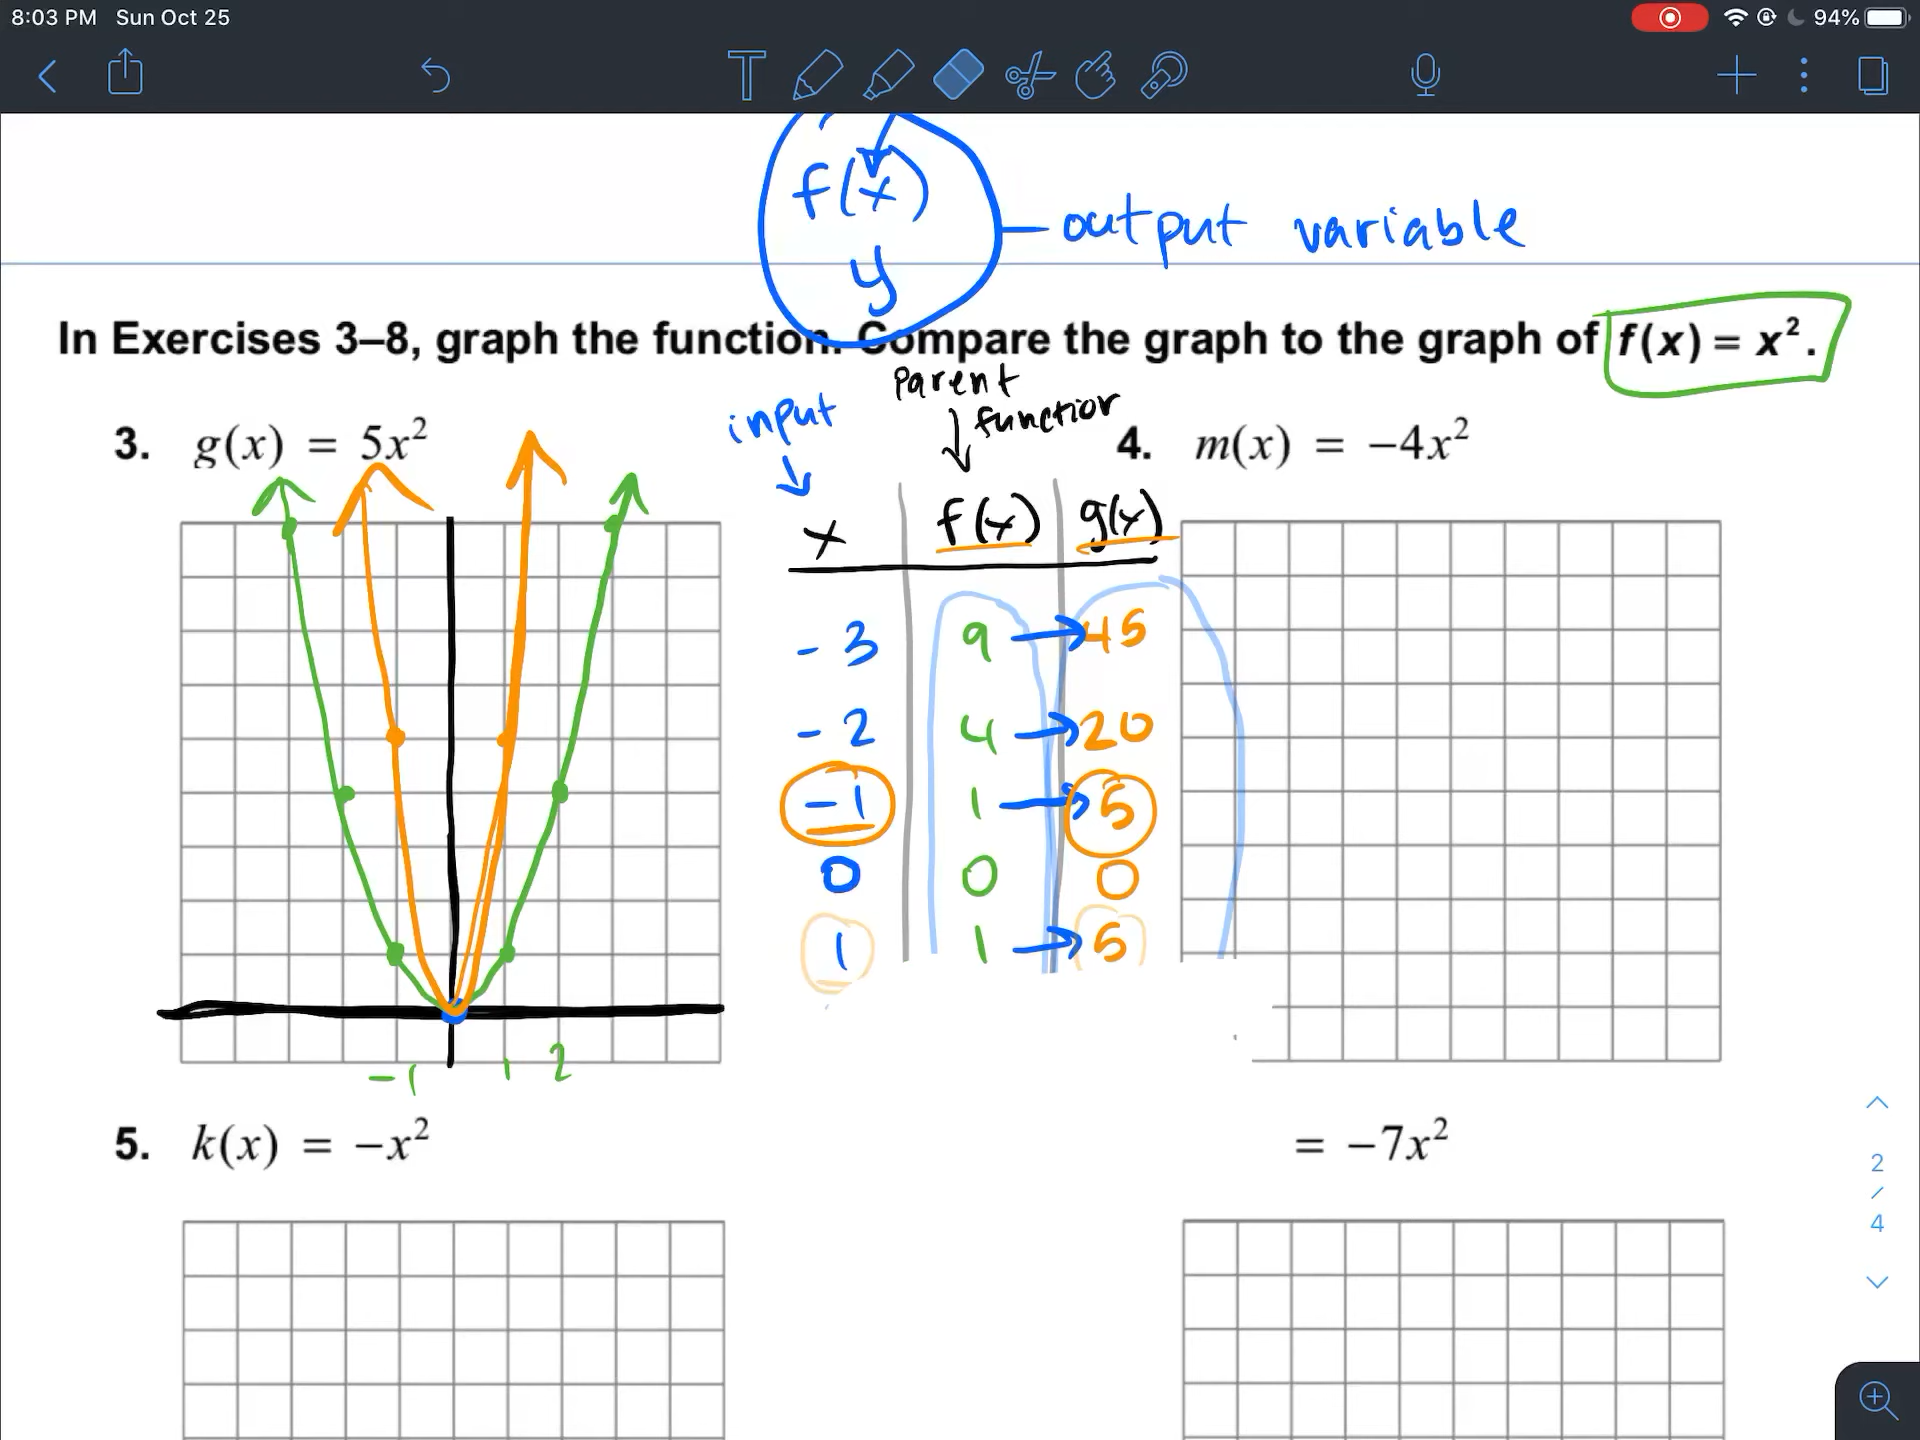 8:03 PM Sun Oct 25
94%
T
f(x)
y
output variable
In Exercises 3–8, graph the function. Compare the graph to the graph of f(x) = x².
input
Parent
function
3. g(x) = 5x²
4. m(x) = −4x²
x f(x) g(x)
-3 9 45
-2 4 20
-1 1 5
0 0 0
1 1 5
-1 1 2
5. k(x) = −x²
= −7x²
2
/
4